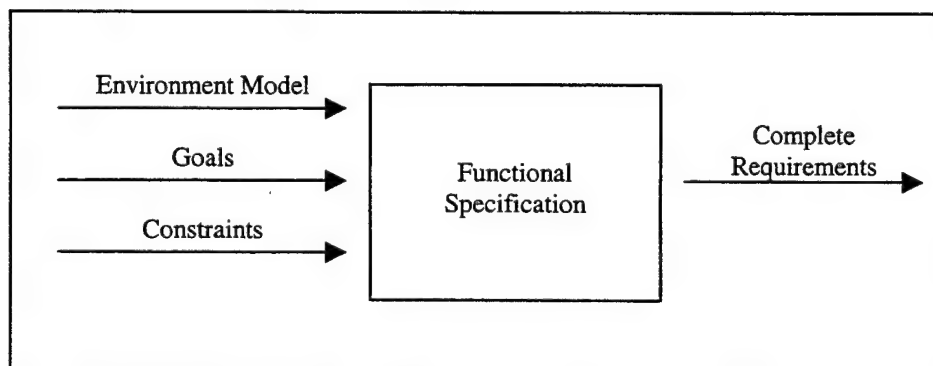 Environment Model
Goals
Constraints
Functional
Specification
Complete
Requirements